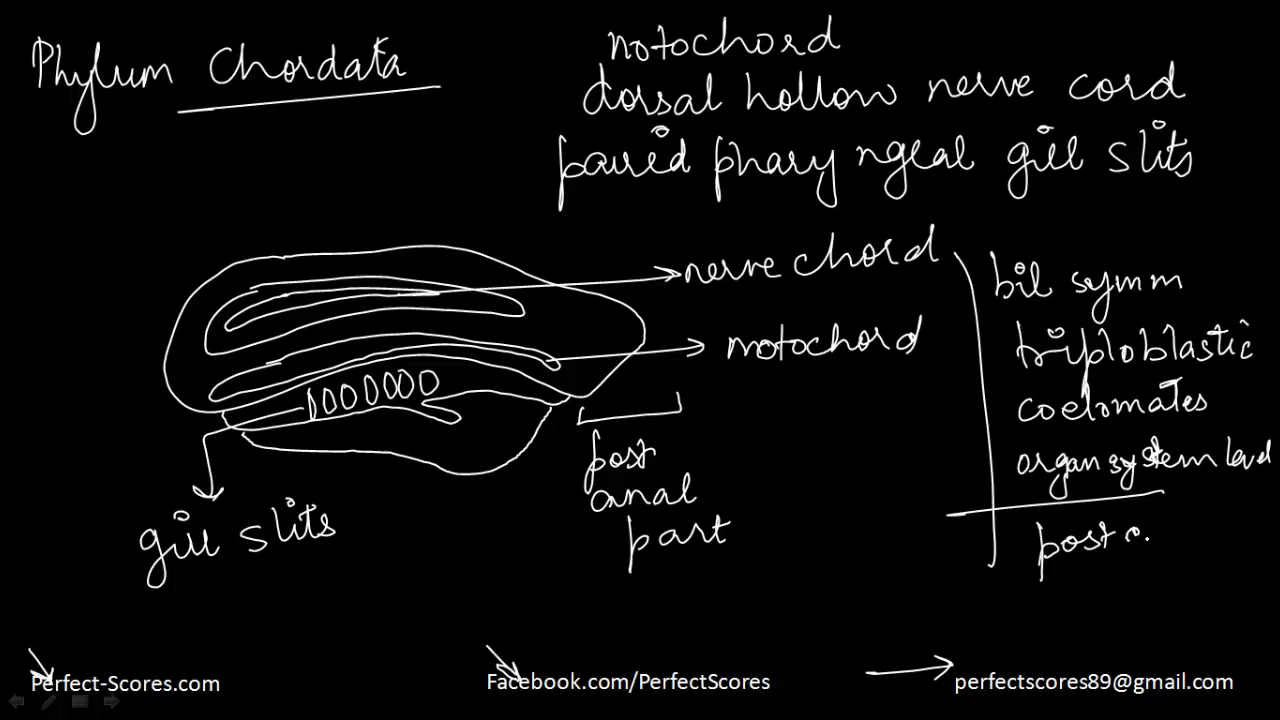 Phylum Chordata
notochord
dorsal hollow nerve cord
paired pharyngeal gill slits
nerve chord
notochord
gill slits
post
anal
part
bil symm
triploblastic
coelomates
organ system level
post
Perfect-Scores.com
Facebook.com/PerfectScores
perfectscores89@gmail.com